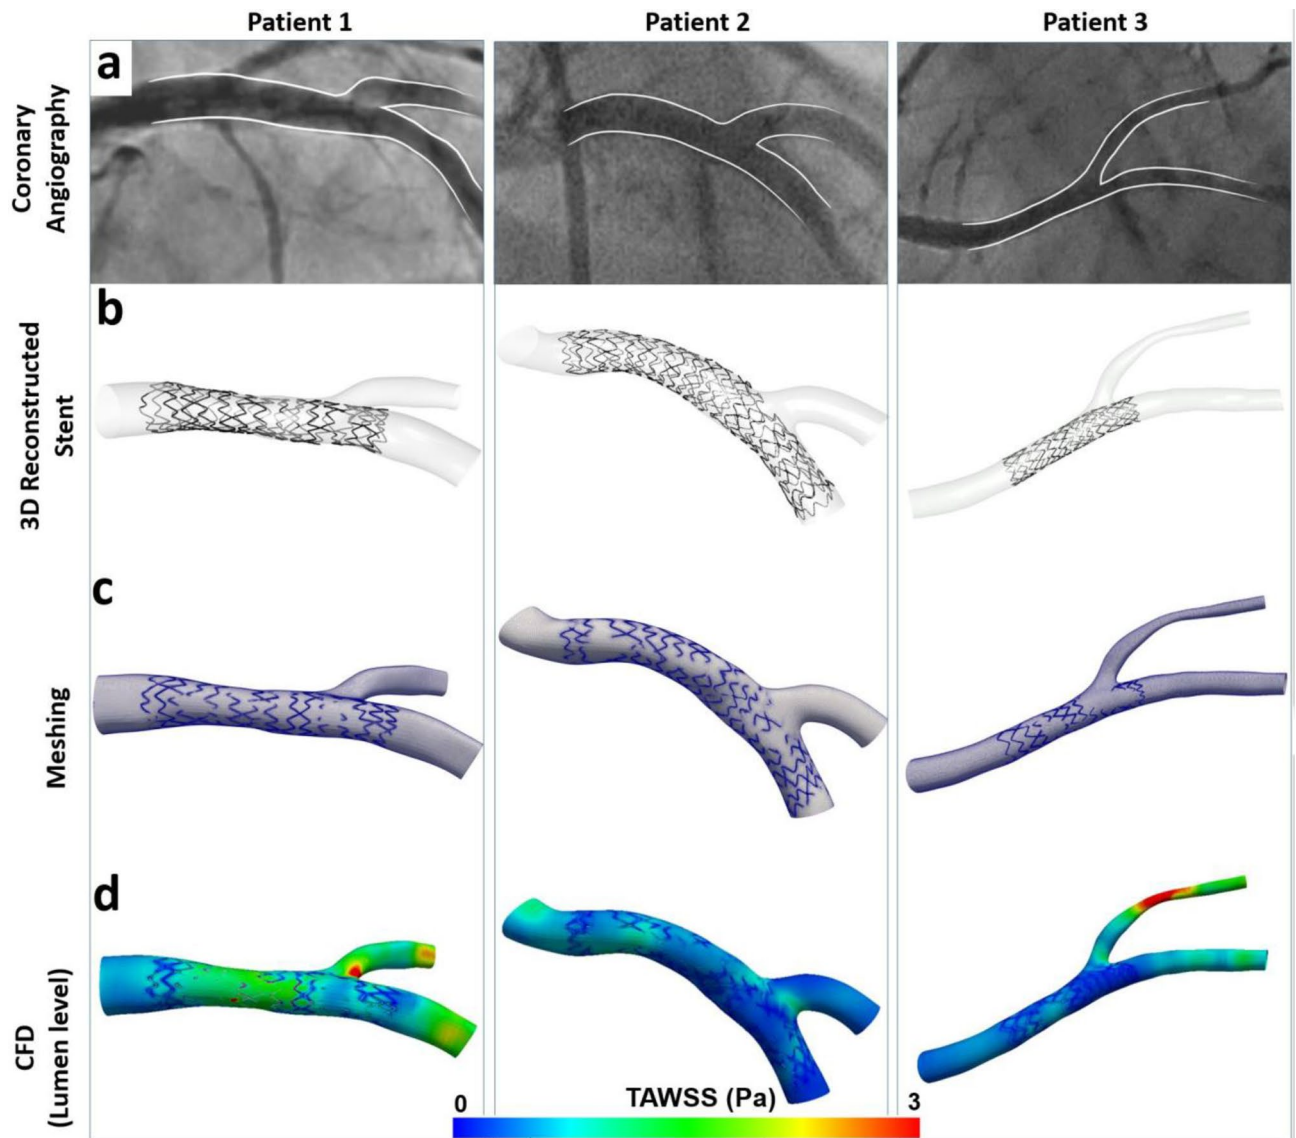 Patient 1
Patient 2
Patient 3
a
Coronary
Angiography
b
3D Reconstructed
Stent
c
Meshing
d
CFD
(Lumen level)
TAWSS (Pa)
0
3